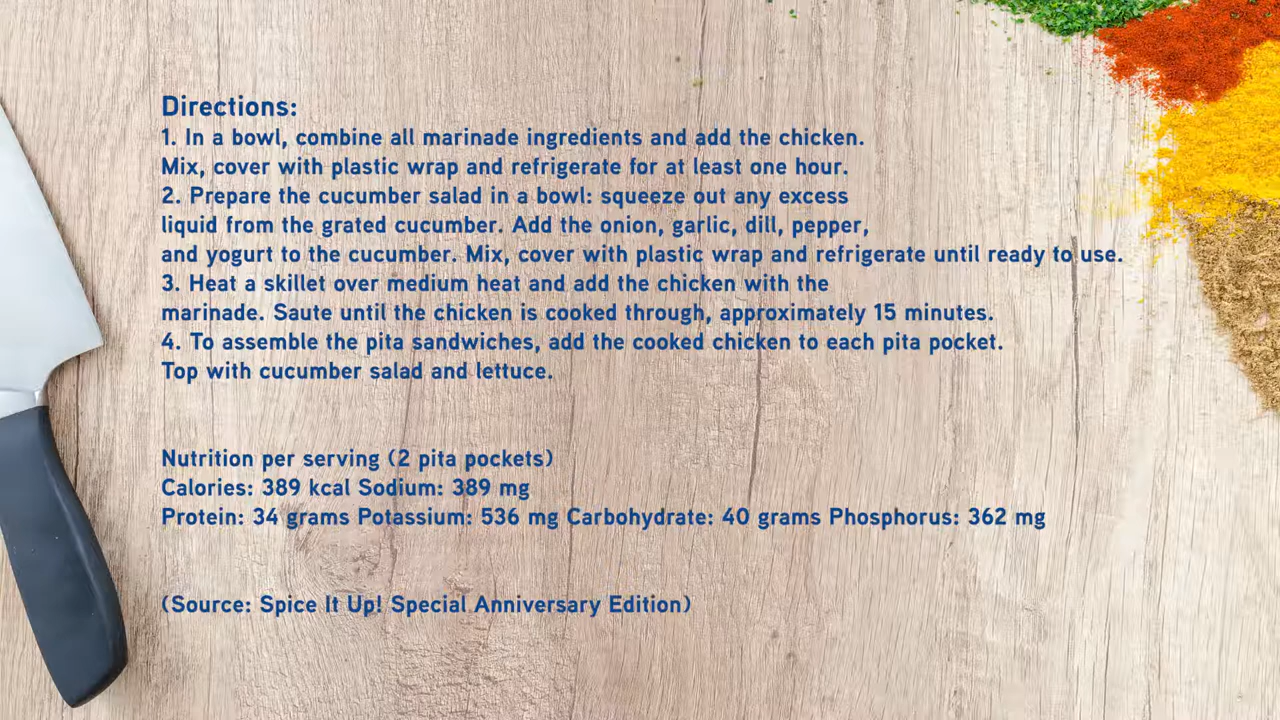 Directions:
1. In a bowl, combine all marinade ingredients and add the chicken.
Mix, cover with plastic wrap and refrigerate for at least one hour.
2. Prepare the cucumber salad in a bowl: squeeze out any excess
liquid from the grated cucumber. Add the onion, garlic, dill, pepper,
and yogurt to the cucumber. Mix, cover with plastic wrap and refrigerate until ready to use.
3. Heat a skillet over medium heat and add the chicken with the
marinade. Saute until the chicken is cooked through, approximately 15 minutes.
4. To assemble the pita sandwiches, add the cooked chicken to each pita pocket.
Top with cucumber salad and lettuce.
Nutrition per serving (2 pita pockets)
Calories: 389 kcal Sodium: 389 mg
Protein: 34 grams Potassium: 536 mg Carbohydrate: 40 grams Phosphorus: 362 mg
(Source: Spice It Up! Special Anniversary Edition)